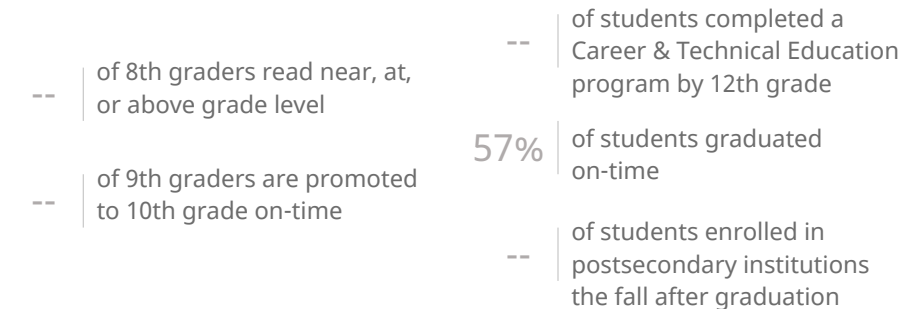 --
of 8th graders read near, at,
or above grade level
--
of 9th graders are promoted
to 10th grade on-time
--
of students completed a
Career & Technical Education
program by 12th grade
57%
of students graduated
on-time
--
of students enrolled in
postsecondary institutions
the fall after graduation